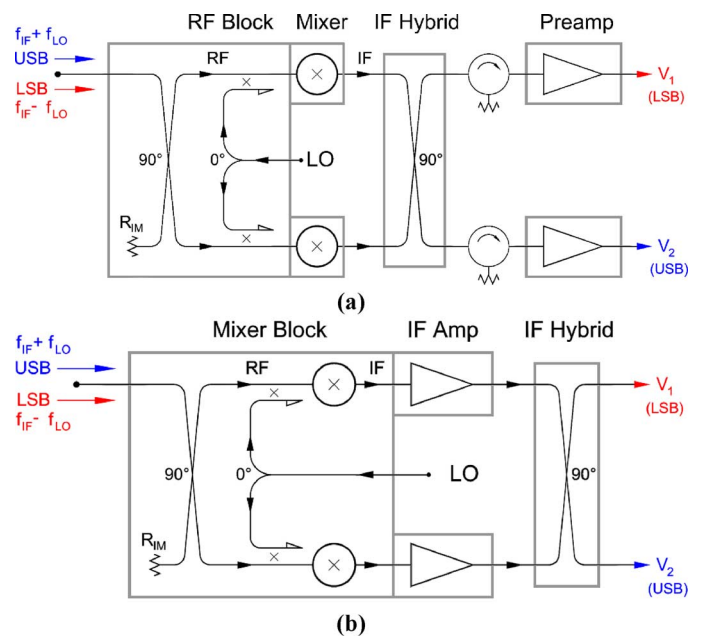 RF Block Mixer IF Hybrid Preamp
f_IF + f_LO
USB
RF
IF
V_1
(LSB)
LSB
f_IF - f_LO
90°
0°
LO
90°
R_IM
V_2
(USB)
(a)
Mixer Block IF Amp IF Hybrid
f_IF + f_LO
USB
RF
IF
V_1
(LSB)
LSB
f_IF - f_LO
90°
0°
LO
90°
R_IM
V_2
(USB)
(b)